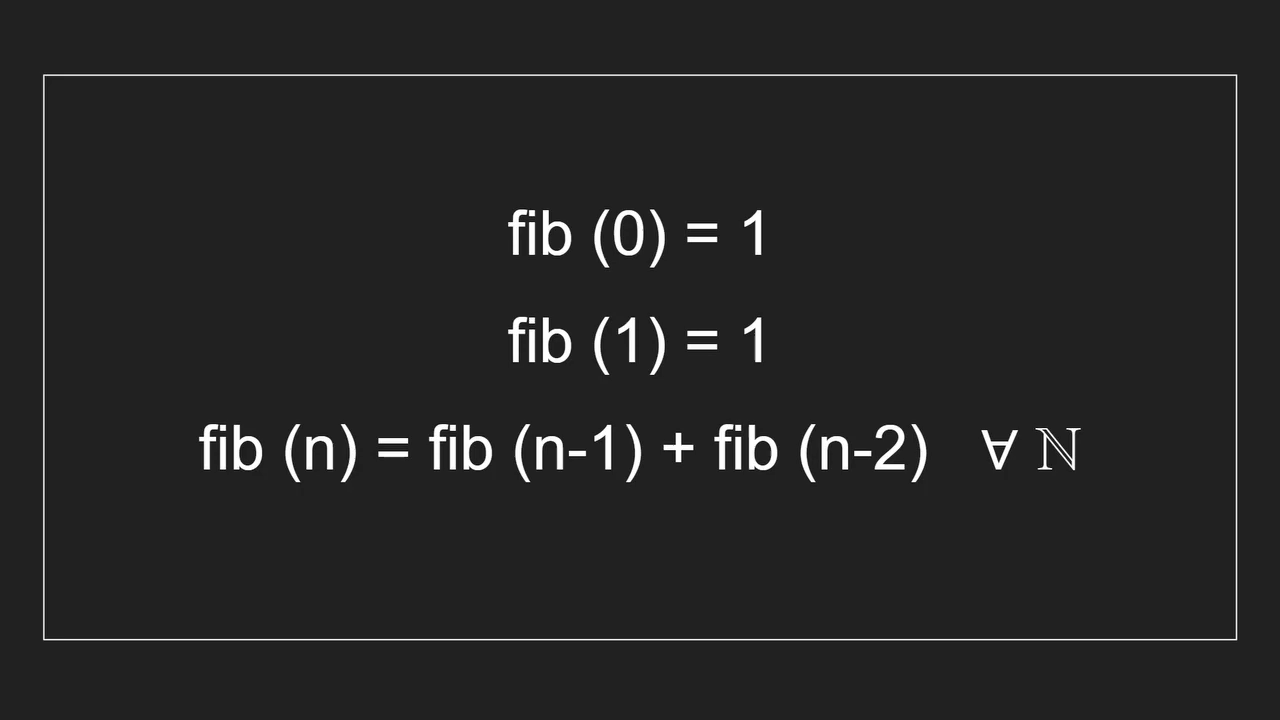 fib (0) = 1
fib (1) = 1
fib (n) = fib (n-1) + fib (n-2) ∀ ℕ